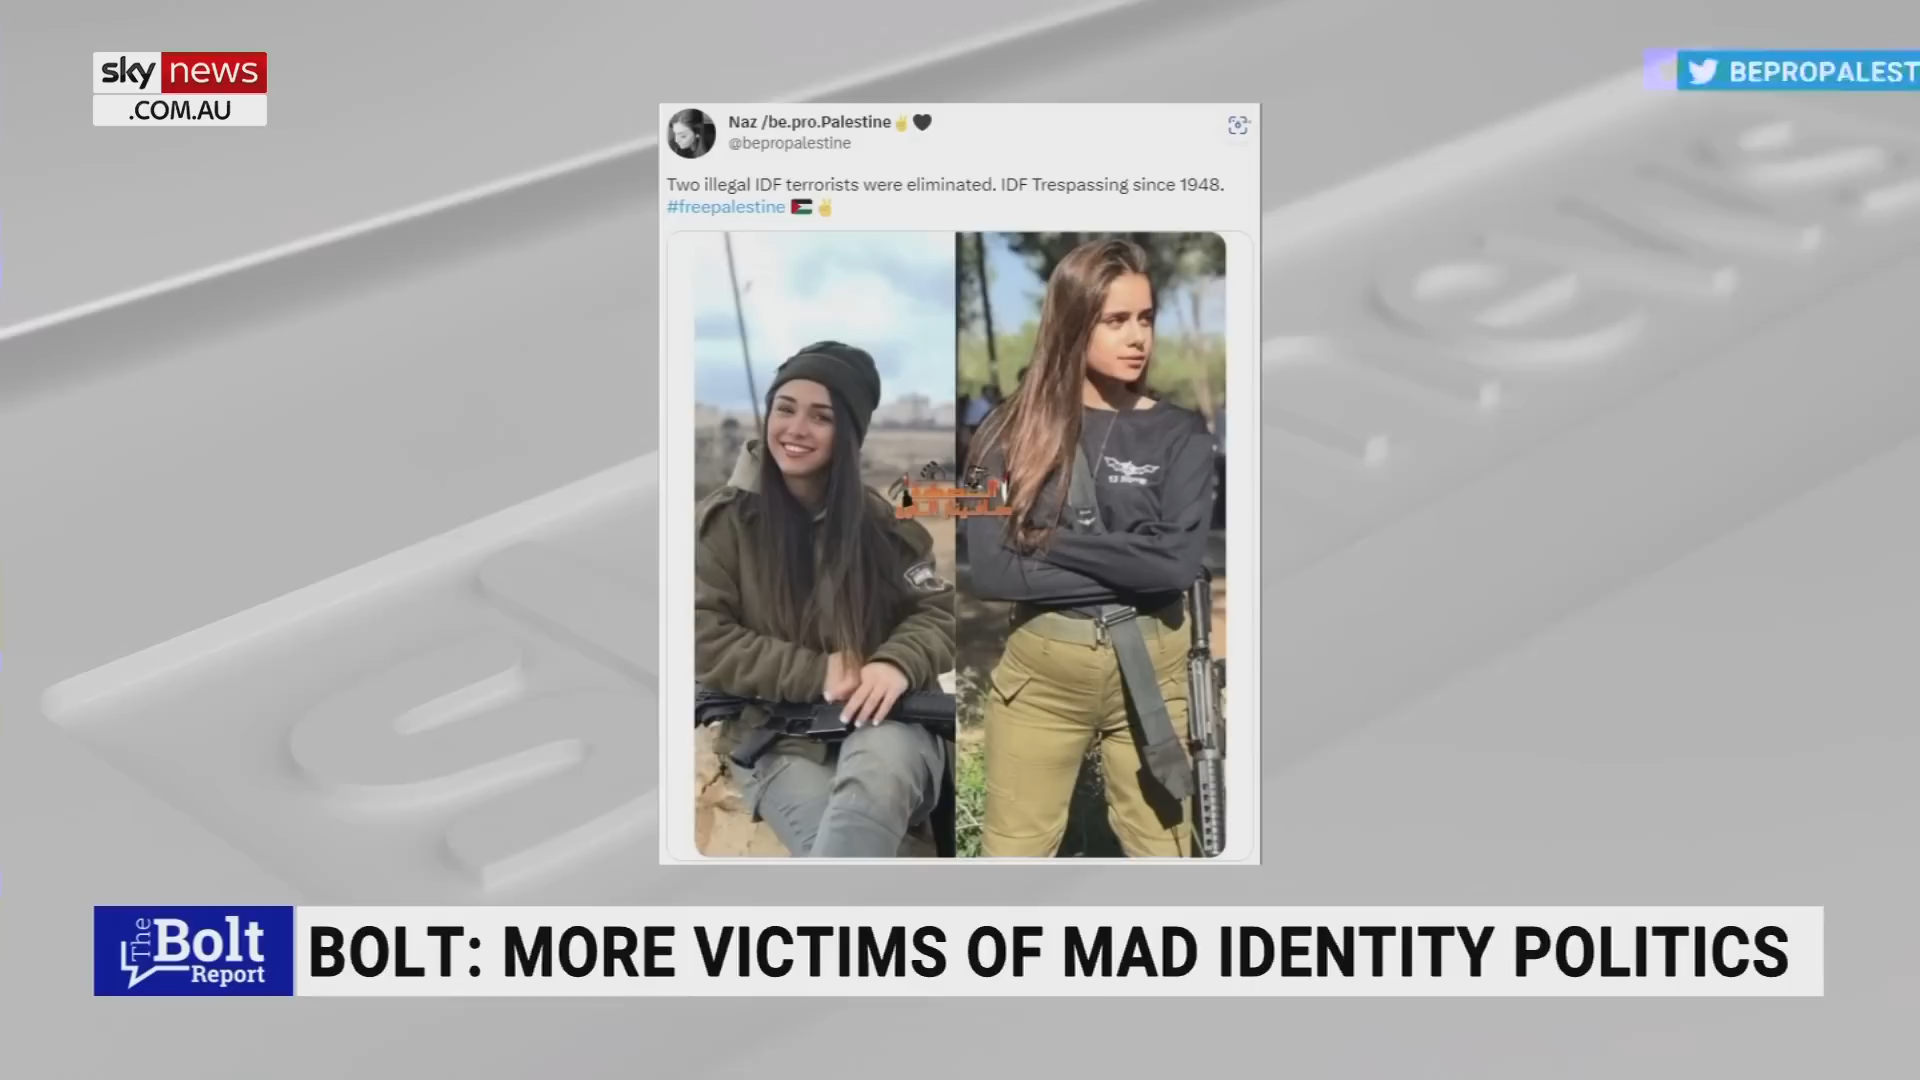 sky news
.COM.AU
BEPROPALEST
Naz /be.pro.Palestine✌️🖤
@bepropalestine
Two illegal IDF terrorists were eliminated. IDF Trespassing since 1948.
#freepalestine 🇵🇸✌️
The Bolt Report
BOLT: MORE VICTIMS OF MAD IDENTITY POLITICS